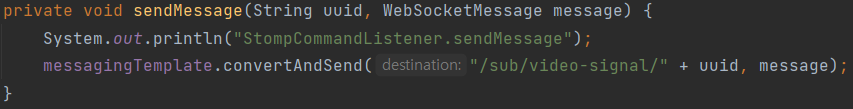 private void sendMessage(String uuid, WebSocketMessage message) {
    System.out.println("StompCommandListener.sendMessage");
    messagingTemplate.convertAndSend( destination: "/sub/video-signal/" + uuid, message);
}